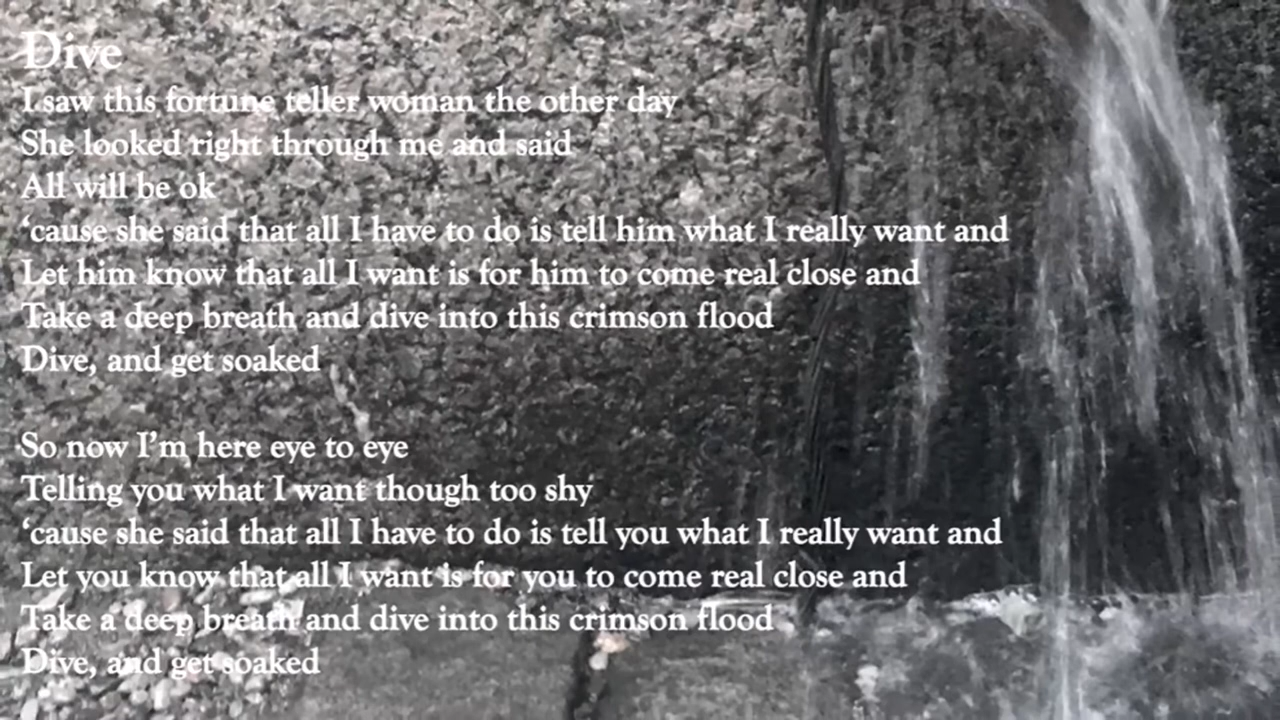 Dive
I saw this fortune teller woman the other day
She looked right through me and said
All will be ok
‘cause she said that all I have to do is tell him what I really want and
Let him know that all I want is for him to come real close and
Take a deep breath and dive into this crimson flood
Dive, and get soaked
So now I’m here eye to eye
Telling you what I want though too shy
‘cause she said that all I have to do is tell you what I really want and
Let you know that all I want is for you to come real close and
Take a deep breath and dive into this crimson flood
Dive, and get soaked